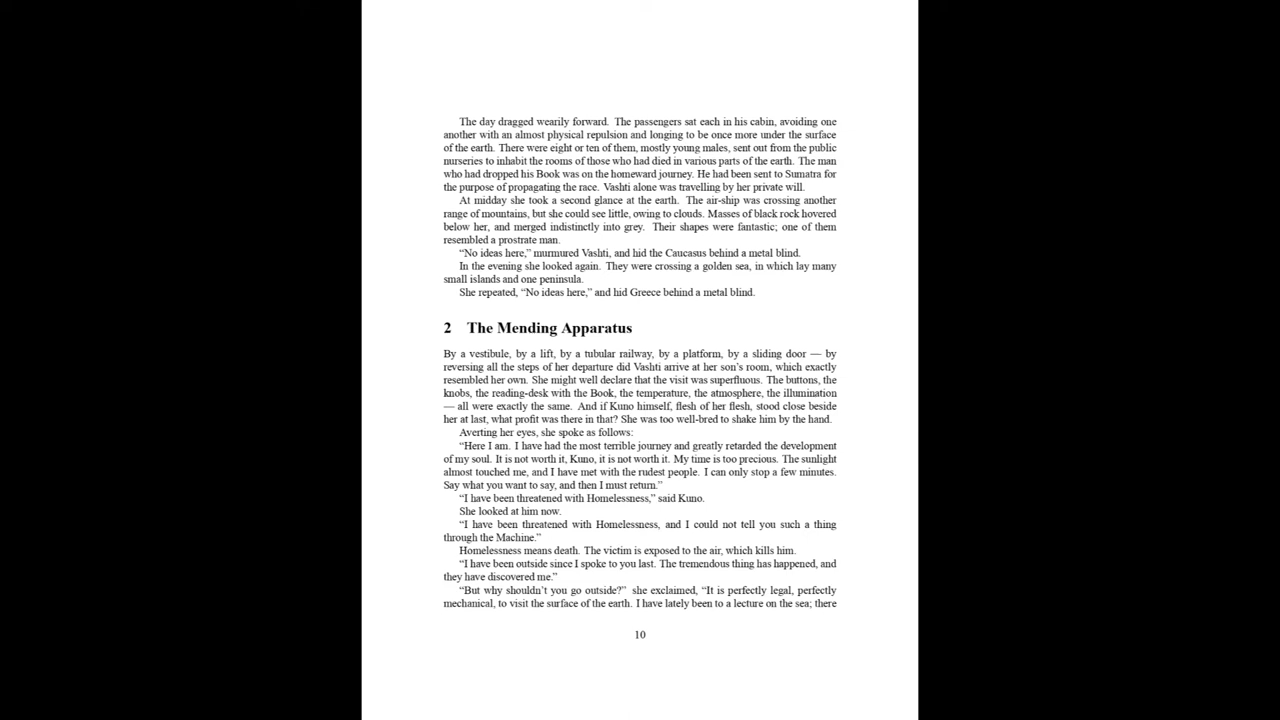 The day dragged wearily forward. The passengers sat each in his cabin, avoiding one
another with an almost physical repulsion and longing to be once more under the surface
of the earth. There were eight or ten of them, mostly young males, sent out from the public
nurseries to inhabit the rooms of those who had died in various parts of the earth. The man
who had dropped his Book was on the homeward journey. He had been sent to Sumatra for
the purpose of propagating the race. Vashti alone was travelling by her private will.
At midday she took a second glance at the earth. The air-ship was crossing another
range of mountains, but she could see little, owing to clouds. Masses of black rock hovered
below her, and merged indistinctly into grey. Their shapes were fantastic; one of them
resembled a prostrate man.
“No ideas here,” murmured Vashti, and hid the Caucasus behind a metal blind.
In the evening she looked again. They were crossing a golden sea, in which lay many
small islands and one peninsula.
She repeated, “No ideas here,” and hid Greece behind a metal blind.
2 The Mending Apparatus
By a vestibule, by a lift, by a tubular railway, by a platform, by a sliding door — by
reversing all the steps of her departure did Vashti arrive at her son’s room, which exactly
resembled her own. She might well declare that the visit was superfluous. The buttons, the
knobs, the reading-desk with the Book, the temperature, the atmosphere, the illumination
— all were exactly the same. And if Kuno himself, flesh of her flesh, stood close beside
her at last, what profit was there in that? She was too well-bred to shake him by the hand.
Averting her eyes, she spoke as follows:
“Here I am. I have had the most terrible journey and greatly retarded the development
of my soul. It is not worth it, Kuno, it is not worth it. My time is too precious. The sunlight
almost touched me, and I have met with the rudest people. I can only stop a few minutes.
Say what you want to say, and then I must return.”
“I have been threatened with Homelessness,” said Kuno.
She looked at him now.
“I have been threatened with Homelessness, and I could not tell you such a thing
through the Machine.”
Homelessness means death. The victim is exposed to the air, which kills him.
“I have been outside since I spoke to you last. The tremendous thing has happened, and
they have discovered me.”
“But why shouldn’t you go outside?” she exclaimed, “It is perfectly legal, perfectly
mechanical, to visit the surface of the earth. I have lately been to a lecture on the sea; there
10